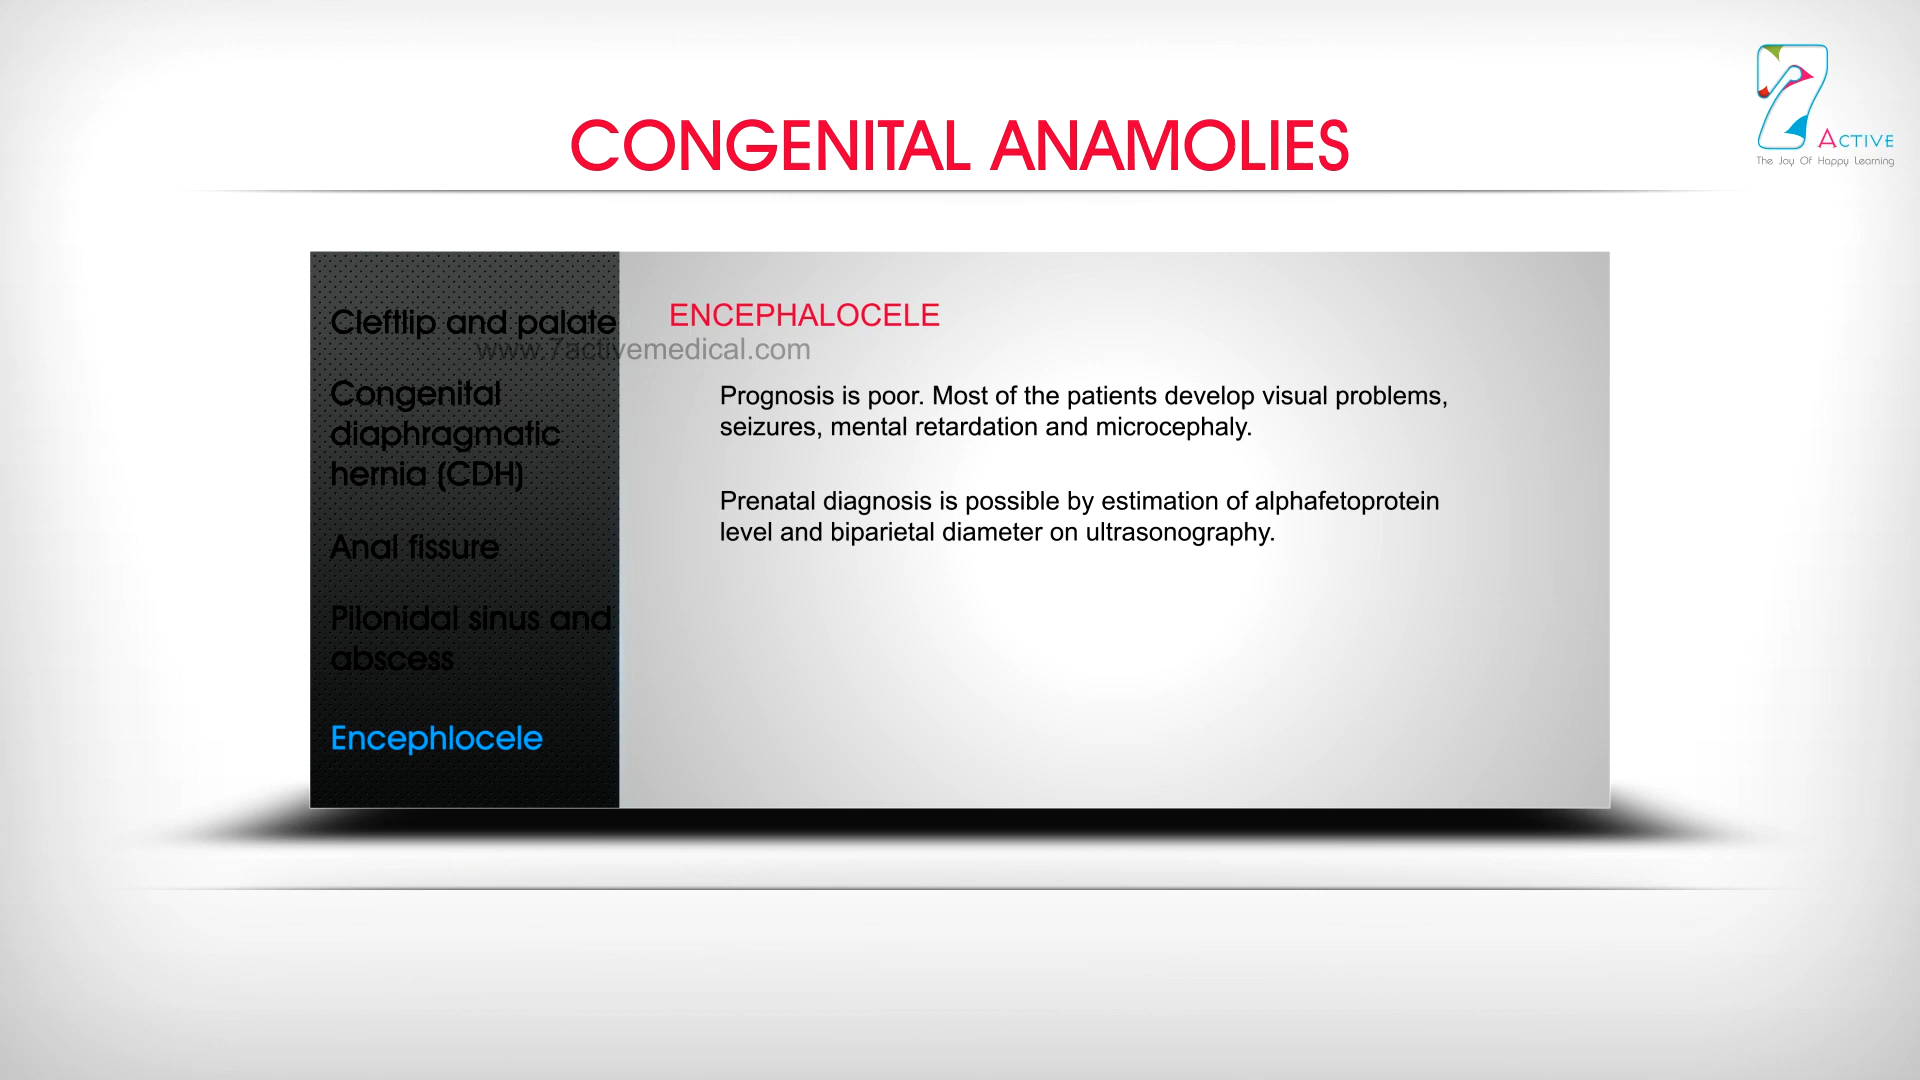 CONGENITAL ANAMOLIES
7 ACTIVE
The Joy Of Happy Learning
Cleftlip and palate
Congenital
diaphragmatic
hernia (CDH)
Anal fissure
Pilonidal sinus and
abscess
Encephlocele
ENCEPHALOCELE
www.7activemedical.com
Prognosis is poor. Most of the patients develop visual problems,
seizures, mental retardation and microcephaly.
Prenatal diagnosis is possible by estimation of alphafetoprotein
level and biparietal diameter on ultrasonography.